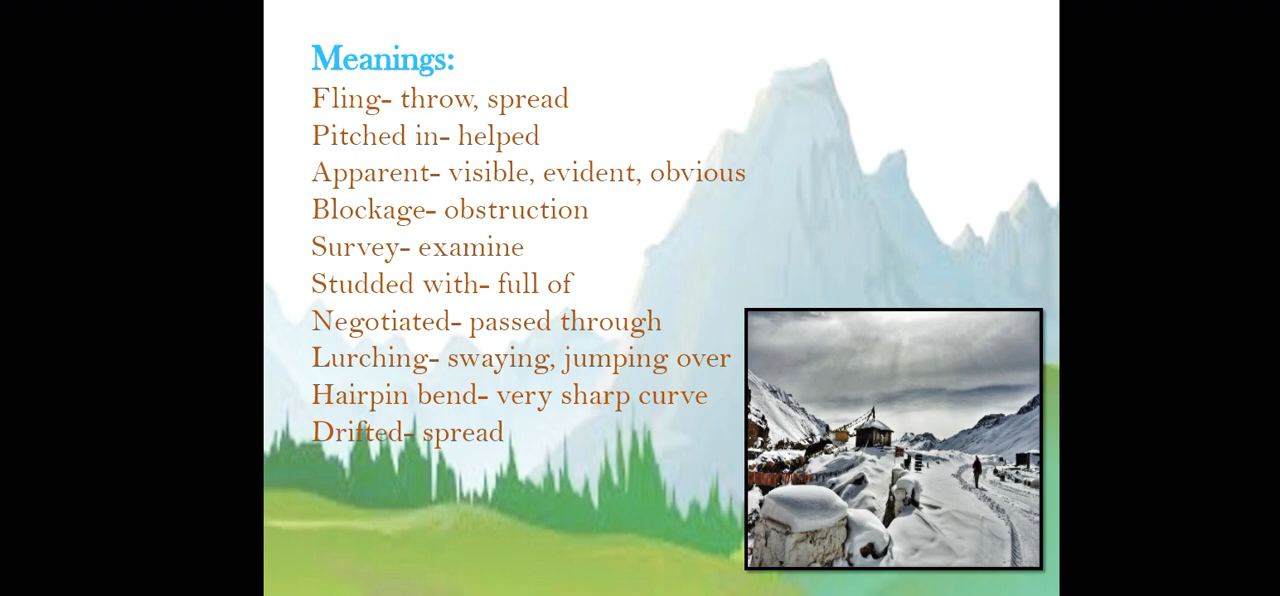 Meanings:
Fling- throw, spread
Pitched in- helped
Apparent- visible, evident, obvious
Blockage- obstruction
Survey- examine
Studded with- full of
Negotiated- passed through
Lurching- swaying, jumping over
Hairpin bend- very sharp curve
Drifted- spread